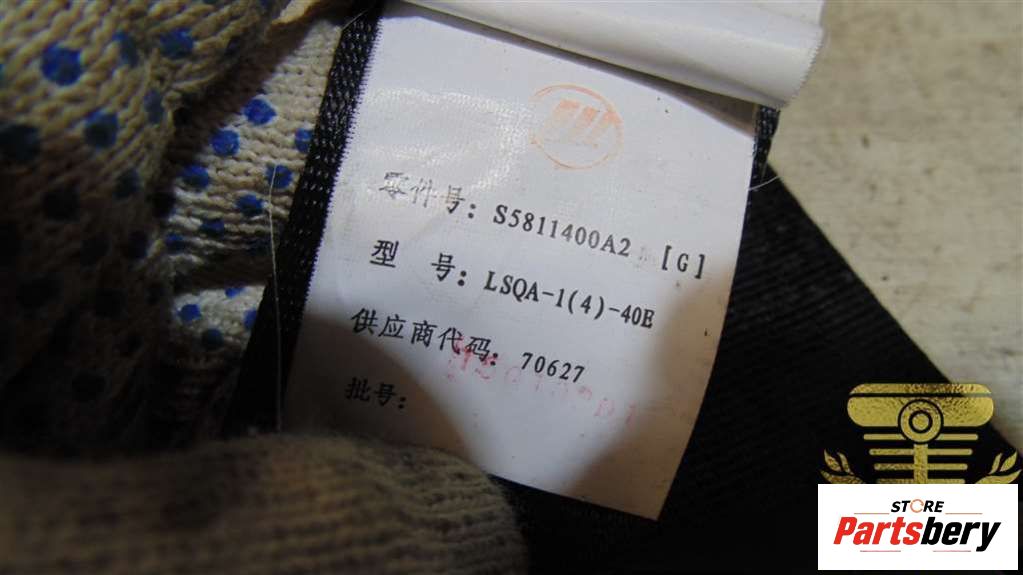 零件号: S5811400A2 [G]
型 号: LSQA-1(4)-40E
供应商代码: 70627
批号:
STORE
Partsbery